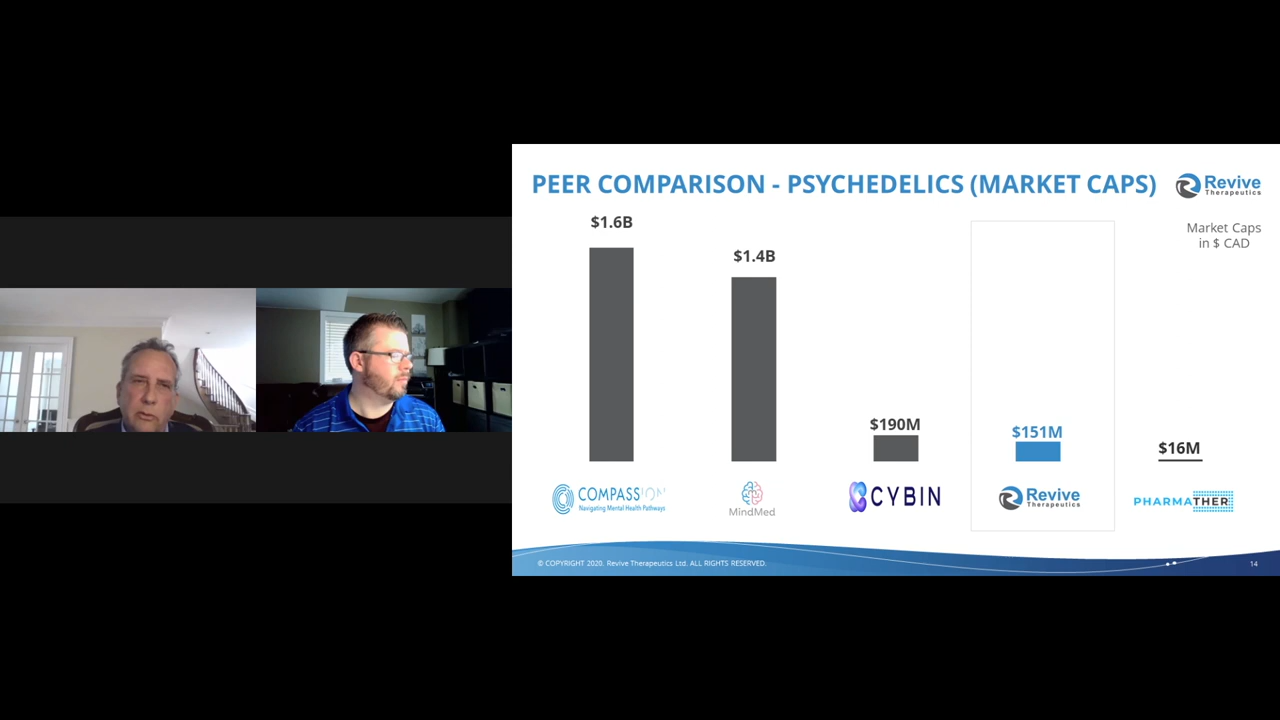 PEER COMPARISON - PSYCHEDELICS (MARKET CAPS)
Revive
Therapeutics
Market Caps
in $ CAD
$1.6B
$1.4B
$190M
$151M
$16M
COMPASSION
Navigating Mental Health Pathways
MindMed
CYBIN
Revive
Therapeutics
PHARMATHER
© COPYRIGHT 2020. Revive Therapeutics Ltd. ALL RIGHTS RESERVED.
14